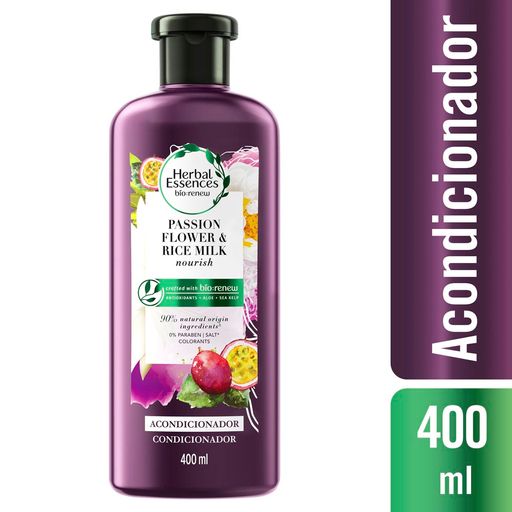 Herbal
Essences
bio:renew
PASSION
FLOWER &
RICE MILK
nourish
crafted with bio:renew
ANTIOXIDANTS + ALOE + SEA KELP
90% natural origin
ingredients†
0% PARABEN | SALT*
COLORANTS
ACONDICIONADOR
CONDICIONADOR
400 ml
Acondicionador
400
ml